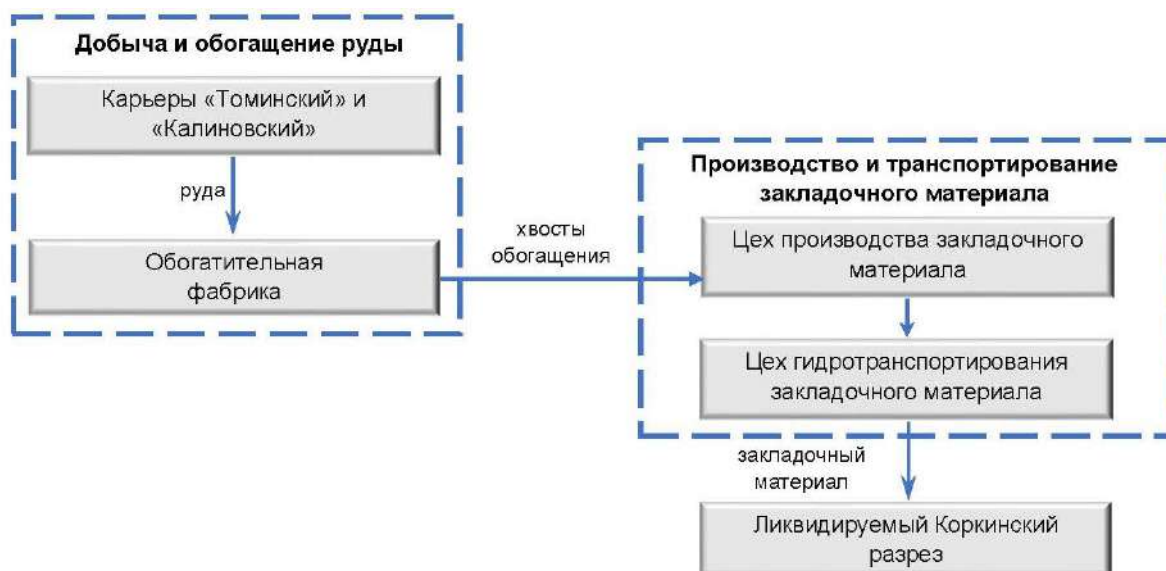 Добыча и обогащение руды
Карьеры «Томинский» и
«Калиновский»
руда
Обогатительная
фабрика
хвосты
обогащения
Производство и транспортирование
закладочного материала
Цех производства закладочного
материала
Цех гидротранспортирования
закладочного материала
закладочный
материал
Ликвидируемый Коркинский
разрез